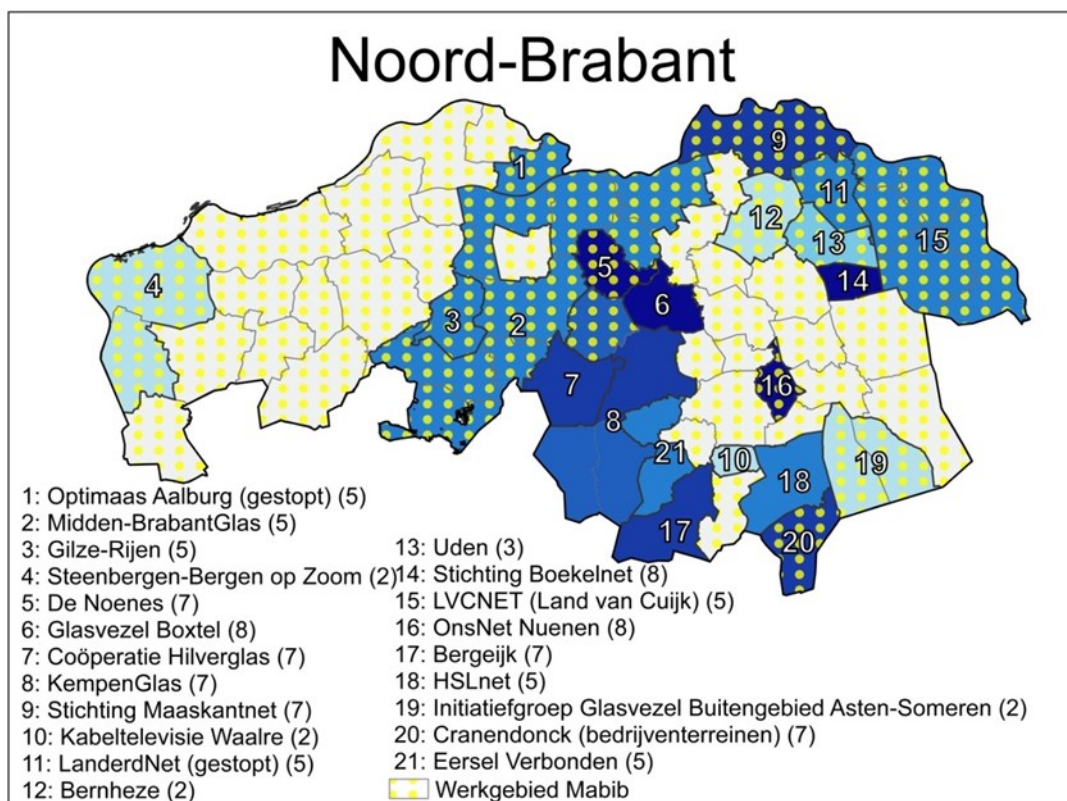 Noord-Brabant
1
2
3
4
5
6
7
8
9
10
11
12
13
14
15
16
17
18
19
20
21
1: Optimaas Aalburg (gestopt) (5)
2: Midden-BrabantGlas (5)
3: Gilze-Rijen (5)
4: Steenbergen-Bergen op Zoom (2)
5: De Noenes (7)
6: Glasvezel Boxtel (8)
7: Coöperatie Hilverglas (7)
8: KempenGlas (7)
9: Stichting Maaskantnet (7)
10: Kabeltelevisie Waalre (2)
11: LanderdNet (gestopt) (5)
12: Bernheze (2)
13: Uden (3)
14: Stichting Boekelnet (8)
15: LVCNET (Land van Cuijk) (5)
16: OnsNet Nuenen (8)
17: Bergeijk (7)
18: HSLnet (5)
19: Initiatiefgroep Glasvezel Buitengebied Asten-Someren (2)
20: Cranendonck (bedrijventerreinen) (7)
21: Eersel Verbonden (5)
Werkgebied Mabib